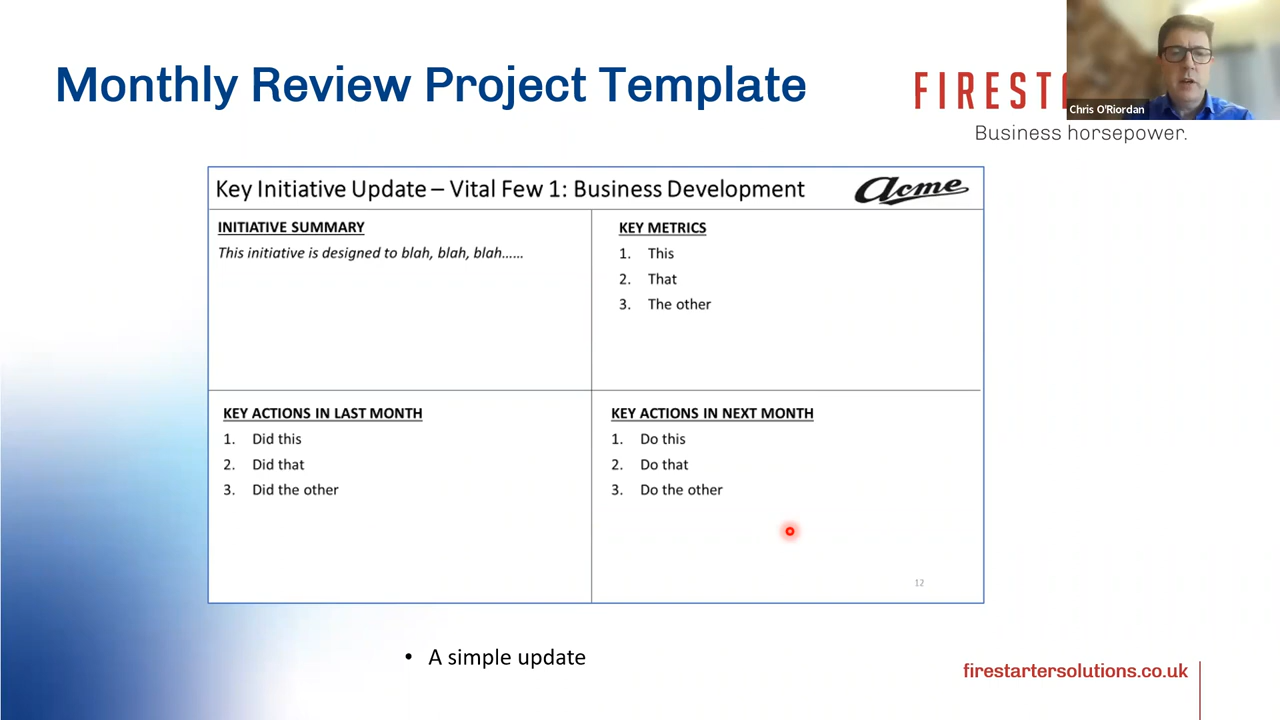 Monthly Review Project Template
FIREST
Business horsepower.
Chris O'Riordan
Key Initiative Update – Vital Few 1: Business Development
acme
INITIATIVE SUMMARY
This initiative is designed to blah, blah, blah……
KEY METRICS
1. This
2. That
3. The other
KEY ACTIONS IN LAST MONTH
1. Did this
2. Did that
3. Did the other
KEY ACTIONS IN NEXT MONTH
1. Do this
2. Do that
3. Do the other
12
• A simple update
firestartersolutions.co.uk